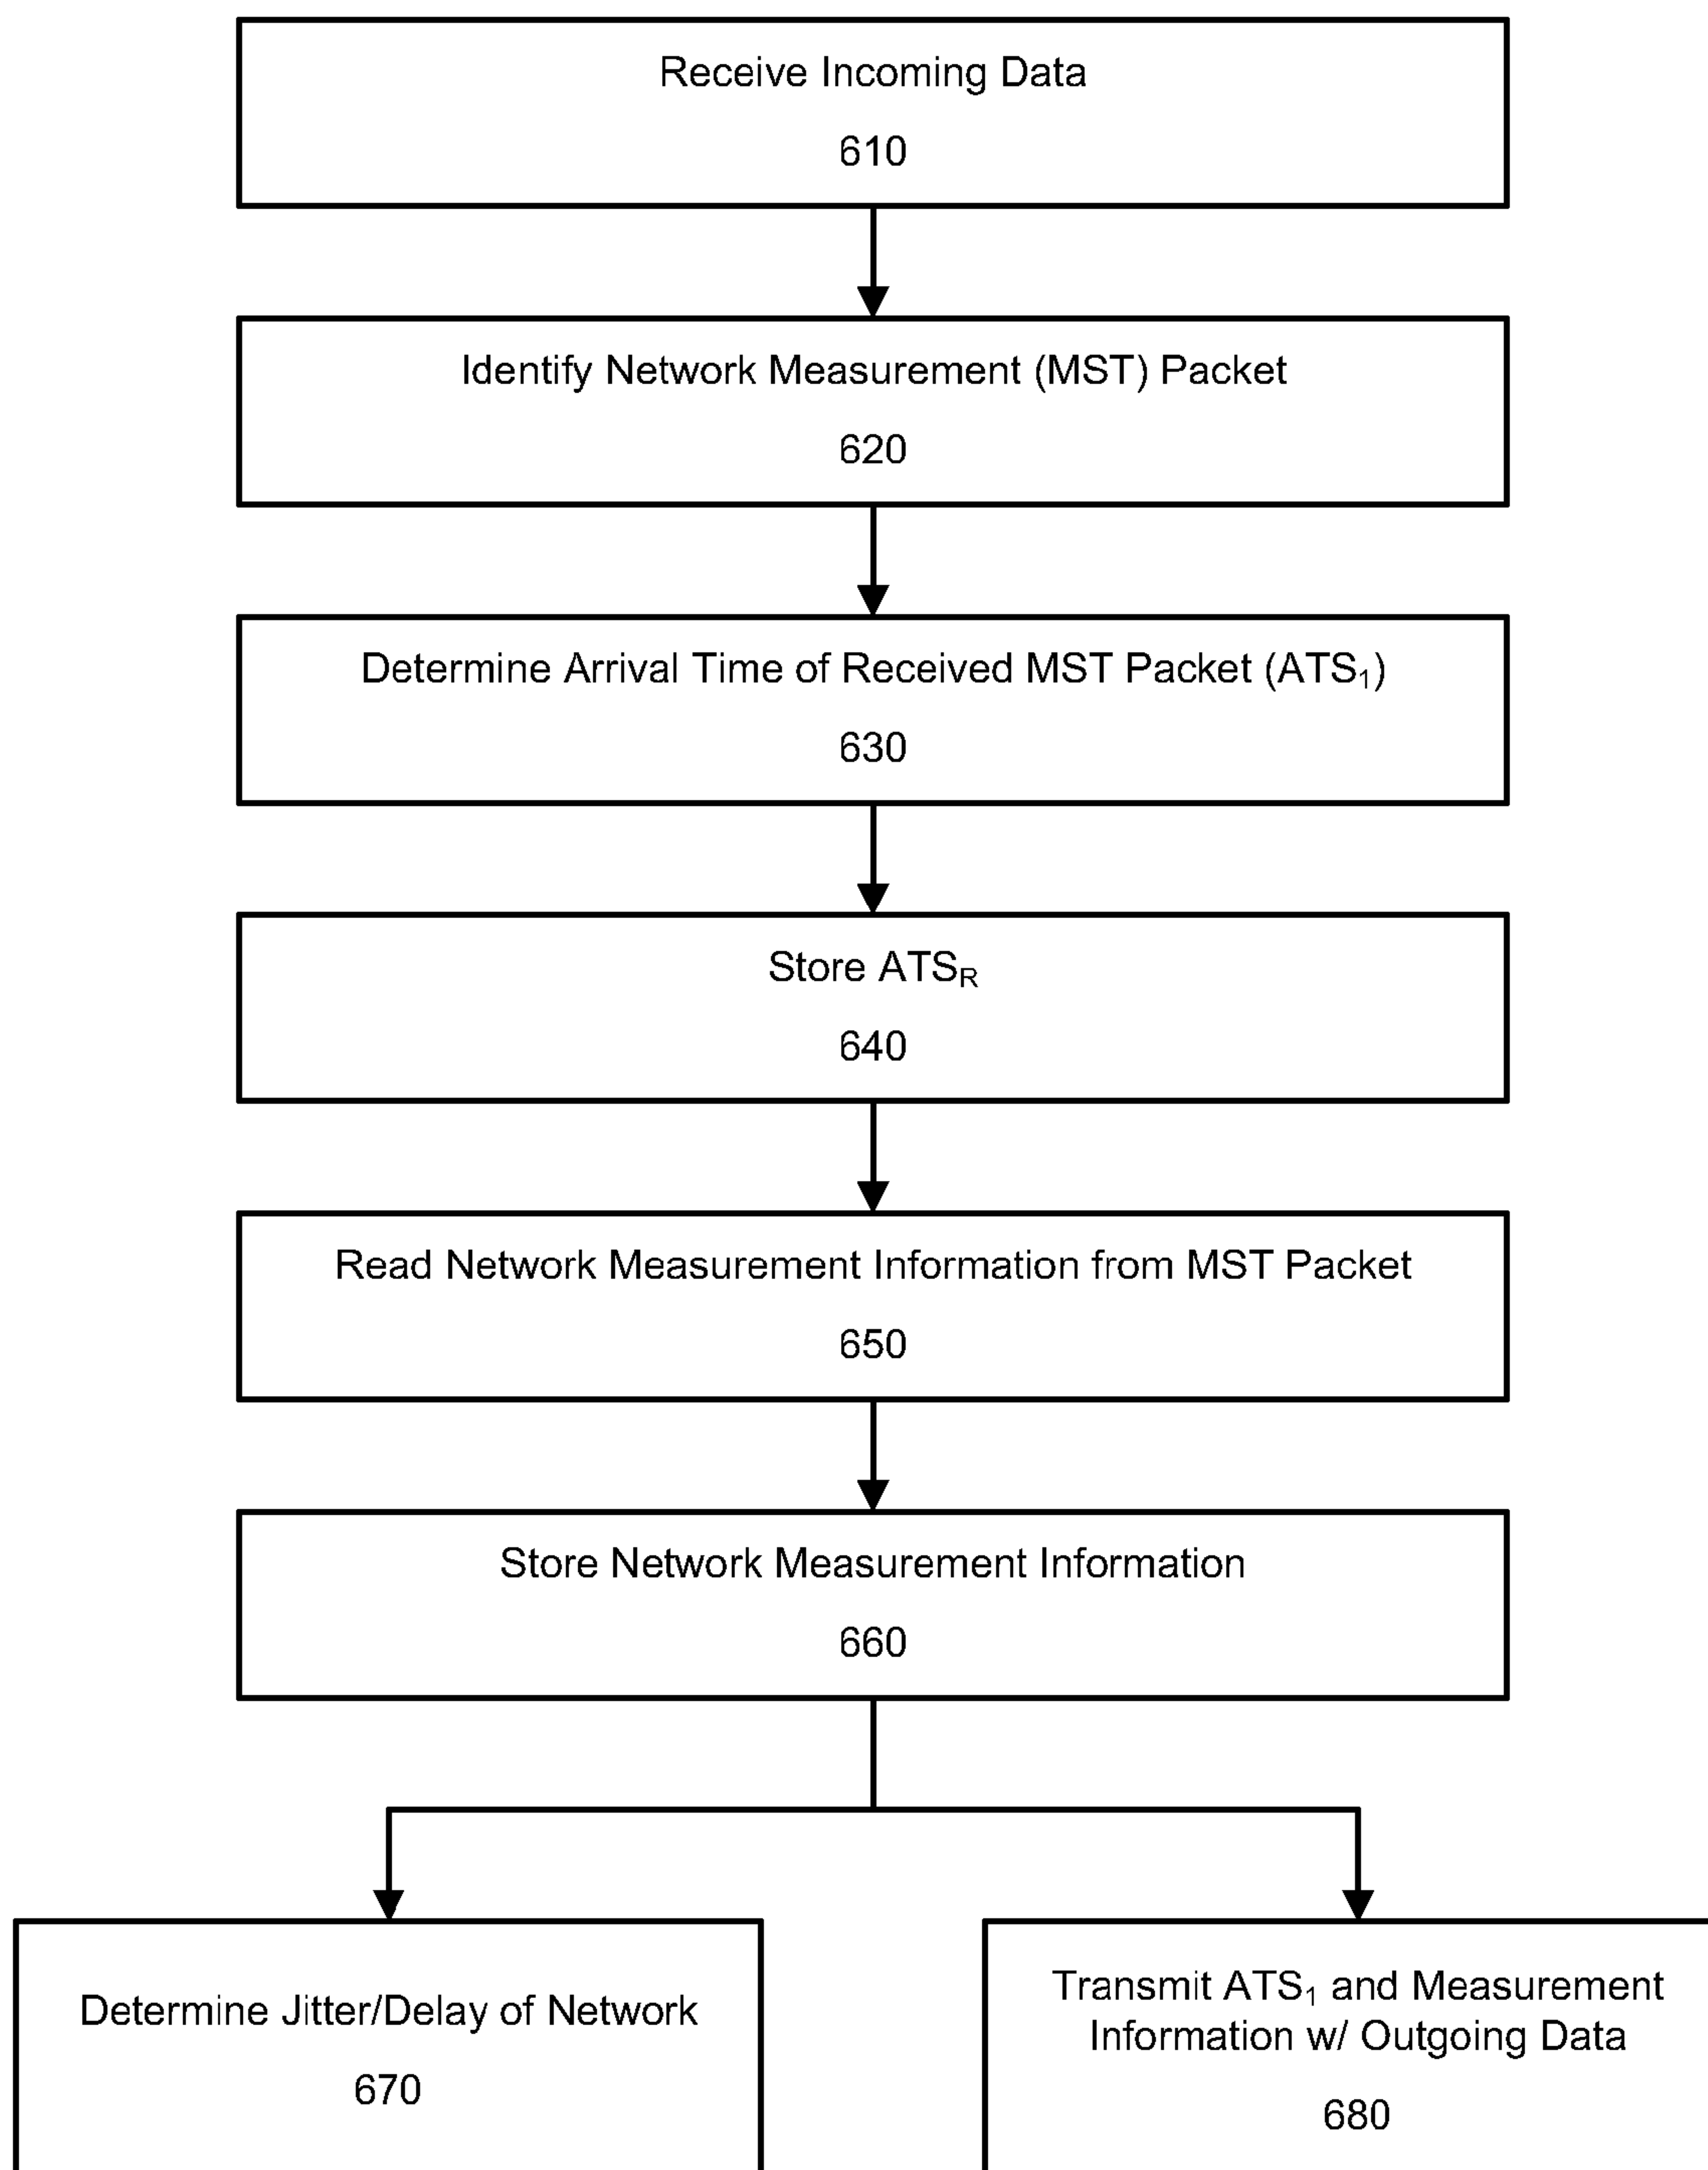 Receive Incoming Data
610
Identify Network Measurement (MST) Packet
620
Determine Arrival Time of Received MST Packet (ATS₁)
630
Store ATS_R
640
Read Network Measurement Information from MST Packet
650
Store Network Measurement Information
660
Determine Jitter/Delay of Network
670
Transmit ATS₁ and Measurement
Information w/ Outgoing Data
680